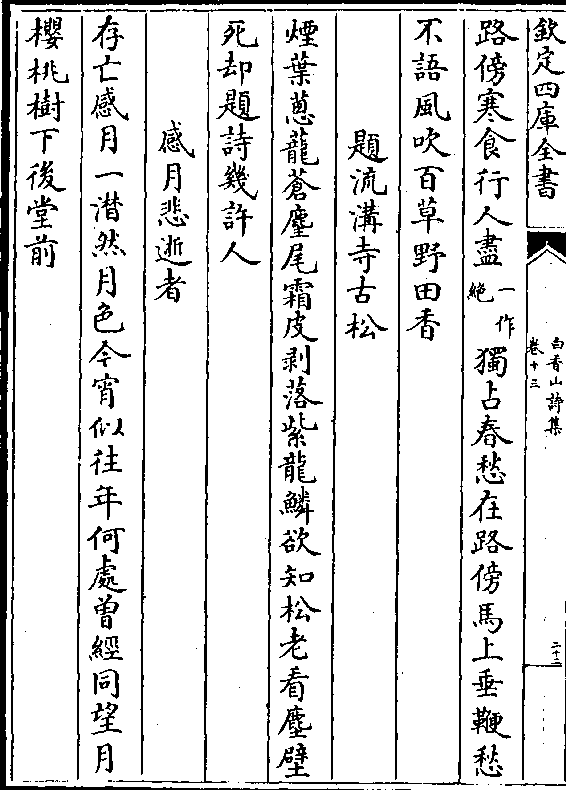 欽定四庫全書
白香山詩集
卷十三
二十二
路傍寒食行人盡一作絶獨占春愁在路傍馬上垂鞭愁
不語風吹百草野田香
題流溝寺古松
煙葉蔥蘢蒼麈尾霜皮剥落紫龍鱗欲知松老看塵壁
死却題詩幾許人
感月悲逝者
存亡感月一潸然月色今宵似往年何處曾經同望月
櫻桃樹下後堂前